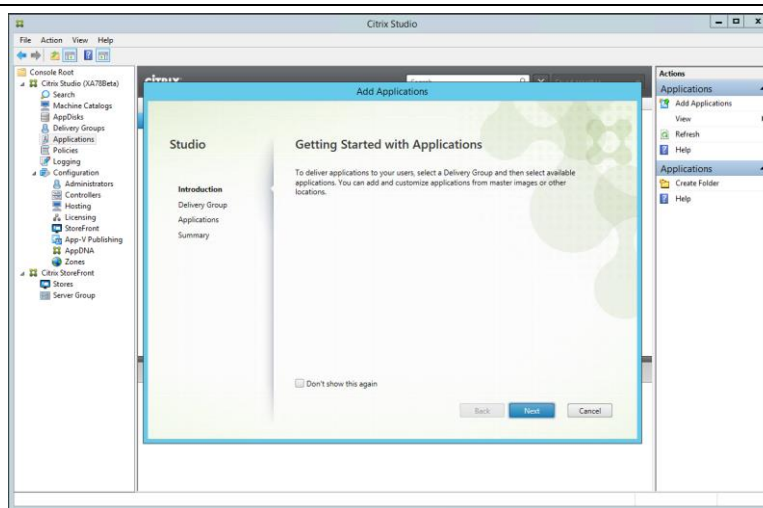 Citrix Studio
File Action View Help
Console Root
Citrix Studio (XA78Beta)
Search
Machine Catalogs
AppDisks
Delivery Groups
Applications
Policies
Logging
Configuration
Administrators
Controllers
Hosting
Licensing
StoreFront
App-V Publishing
AppDNA
Zones
Citrix StoreFront
Stores
Server Group
CITRIX
Add Applications
Studio
Introduction
Delivery Group
Applications
Summary
Getting Started with Applications
To deliver applications to your users, select a Delivery Group and then select available
applications. You can add and customize applications from master images or other
locations.
Don't show this again
Back Next Cancel
Actions
Applications
Add Applications
View
Refresh
Help
Applications
Create Folder
Help